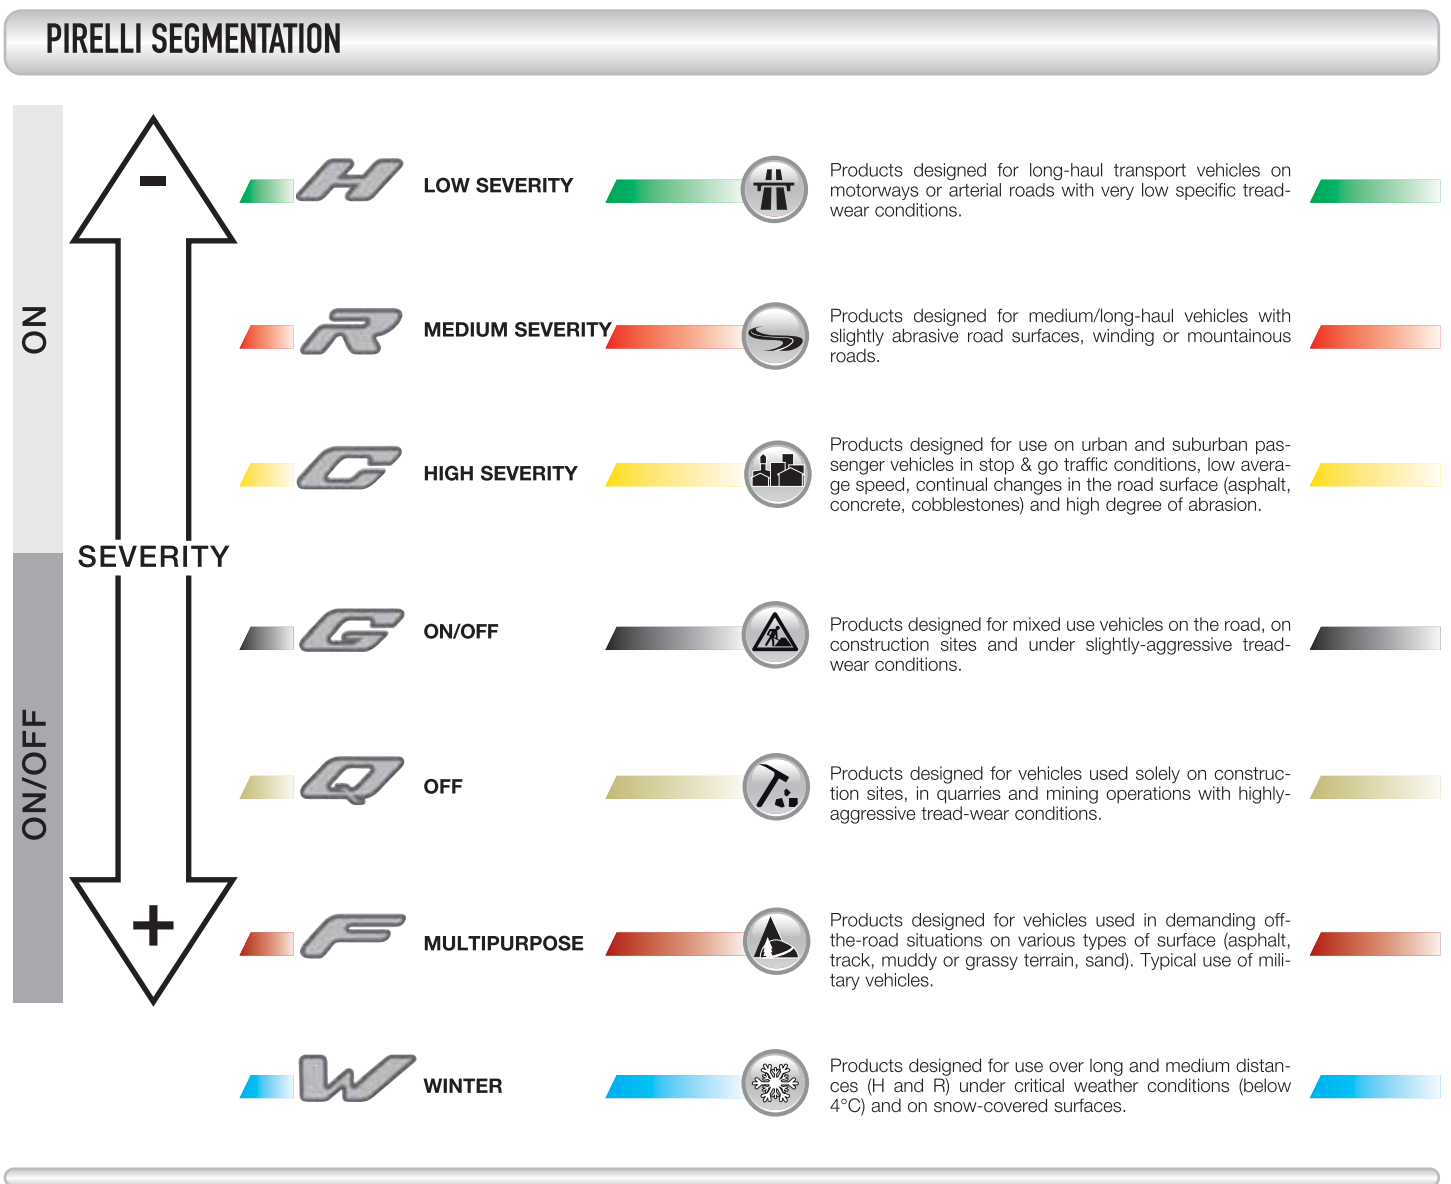 PIRELLI SEGMENTATION
ON
ON/OFF
-
SEVERITY
+
H
LOW SEVERITY
Products designed for long-haul transport vehicles on
motorways or arterial roads with very low specific tread-
wear conditions.
R
MEDIUM SEVERITY
Products designed for medium/long-haul vehicles with
slightly abrasive road surfaces, winding or mountainous
roads.
C
HIGH SEVERITY
Products designed for use on urban and suburban pas-
senger vehicles in stop & go traffic conditions, low avera-
ge speed, continual changes in the road surface (asphalt,
concrete, cobblestones) and high degree of abrasion.
G
ON/OFF
Products designed for mixed use vehicles on the road, on
construction sites and under slightly-aggressive tread-
wear conditions.
Q
OFF
Products designed for vehicles used solely on construc-
tion sites, in quarries and mining operations with highly-
aggressive tread-wear conditions.
F
MULTIPURPOSE
Products designed for vehicles used in demanding off-
the-road situations on various types of surface (asphalt,
track, muddy or grassy terrain, sand). Typical use of mili-
tary vehicles.
W
WINTER
Products designed for use over long and medium distan-
ces (H and R) under critical weather conditions (below
4°C) and on snow-covered surfaces.